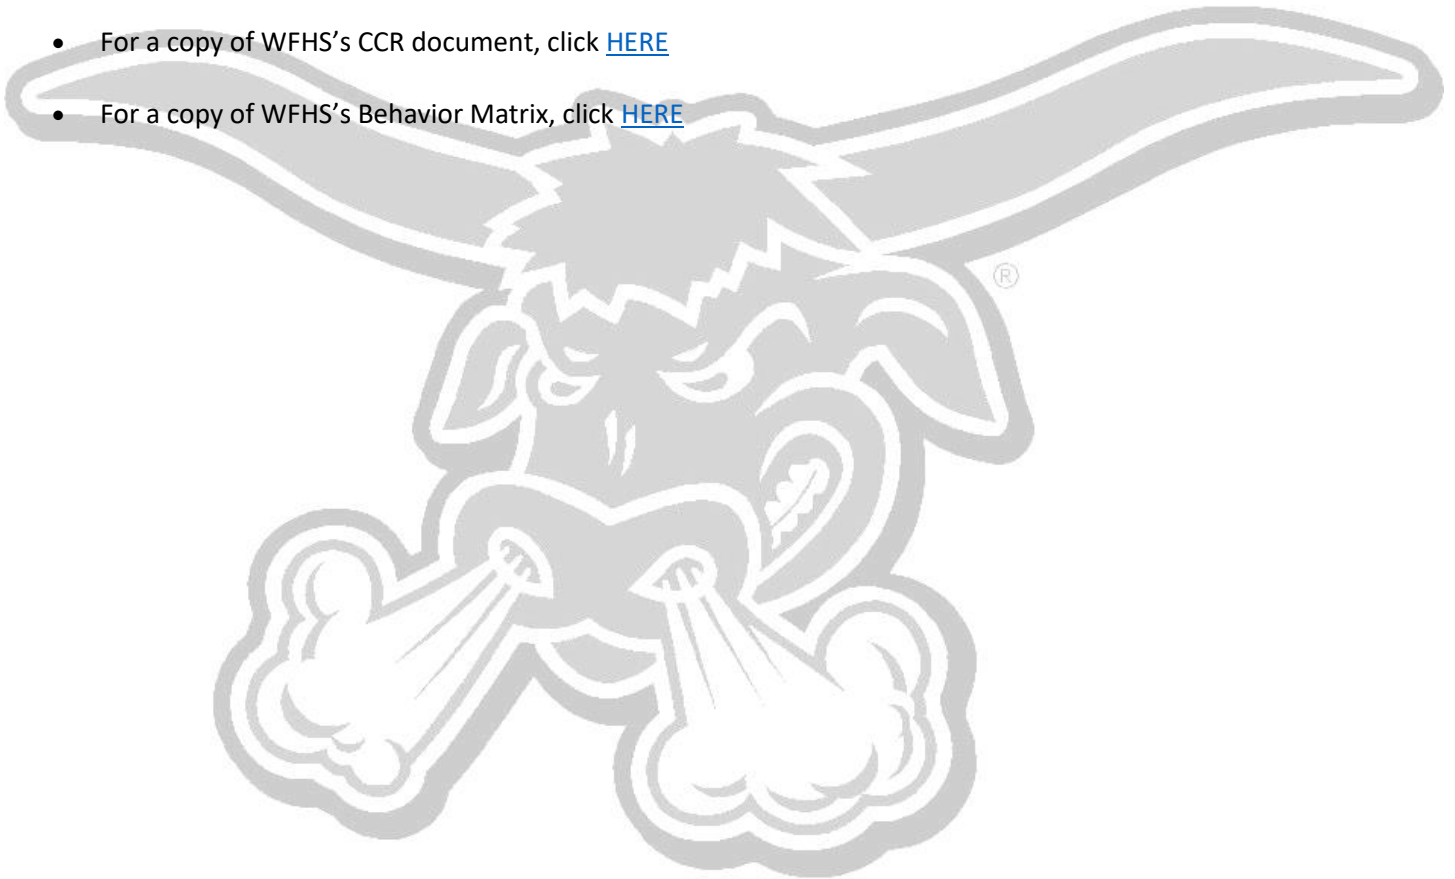 • For a copy of WFHS’s CCR document, click HERE
• For a copy of WFHS’s Behavior Matrix, click HERE
®